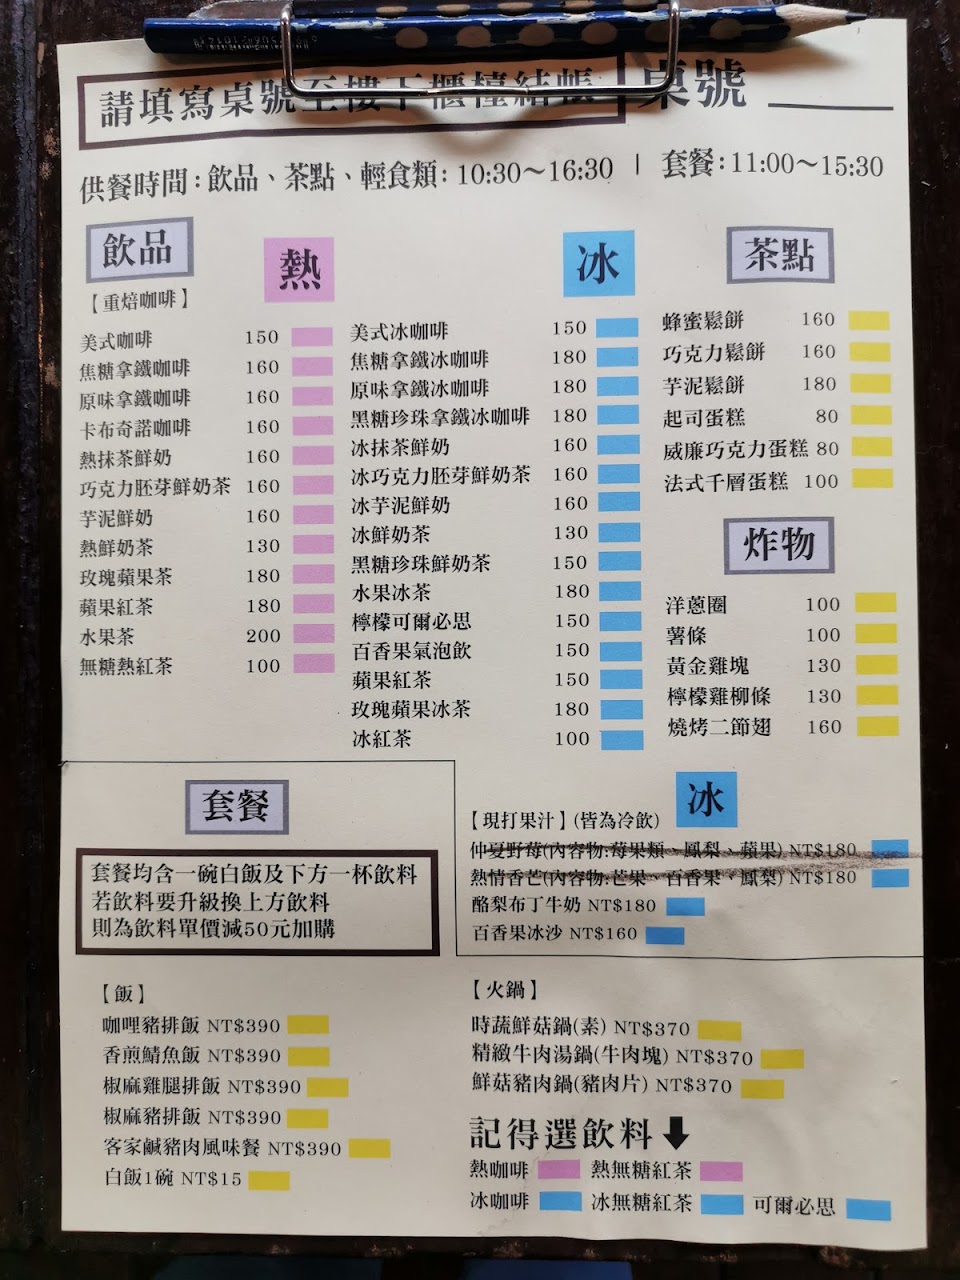 請填寫桌號至樓下櫃檯結帳 桌號
供餐時間:飲品、茶點、輕食類:10:30～16:30 | 套餐:11:00～15:30
飲品
【重焙咖啡】
熱
美式咖啡 150
焦糖拿鐵咖啡 160
原味拿鐵咖啡 160
卡布奇諾咖啡 160
熱抹茶鮮奶 160
巧克力胚芽鮮奶茶 160
芋泥鮮奶 160
熱鮮奶茶 130
玫瑰蘋果茶 180
蘋果紅茶 180
水果茶 200
無糖熱紅茶 100
冰
美式冰咖啡 150
焦糖拿鐵冰咖啡 180
原味拿鐵冰咖啡 180
黑糖珍珠拿鐵冰咖啡 180
冰抹茶鮮奶 160
冰巧克力胚芽鮮奶茶 160
冰芋泥鮮奶 160
冰鮮奶茶 130
黑糖珍珠鮮奶茶 150
水果冰茶 180
檸檬可爾必思 150
百香果氣泡飲 150
蘋果紅茶 150
玫瑰蘋果冰茶 180
冰紅茶 100
茶點
蜂蜜鬆餅 160
巧克力鬆餅 160
芋泥鬆餅 180
起司蛋糕 80
威廉巧克力蛋糕 80
法式千層蛋糕 100
炸物
洋蔥圈 100
薯條 100
黃金雞塊 130
檸檬雞柳條 130
燒烤二節翅 160
冰
【現打果汁】(皆為冷飲)
仲夏野莓(內容物:莓果類、鳳梨、蘋果) NT$180
熱情香芒(內容物:芒果、百香果、鳳梨) NT$180
酪梨布丁牛奶 NT$180
百香果冰沙 NT$160
套餐
套餐均含一碗白飯及下方一杯飲料
若飲料要升級換上方飲料
則為飲料單價減50元加購
【飯】
咖哩豬排飯 NT$390
香煎鯖魚飯 NT$390
椒麻雞腿排飯 NT$390
椒麻豬排飯 NT$390
客家鹹豬肉風味餐 NT$390
白飯1碗 NT$15
【火鍋】
時蔬鮮菇鍋(素) NT$370
精緻牛肉湯鍋(牛肉塊) NT$370
鮮菇豬肉鍋(豬肉片) NT$370
記得選飲料
熱咖啡 熱無糖紅茶
冰咖啡 冰無糖紅茶 可爾必思